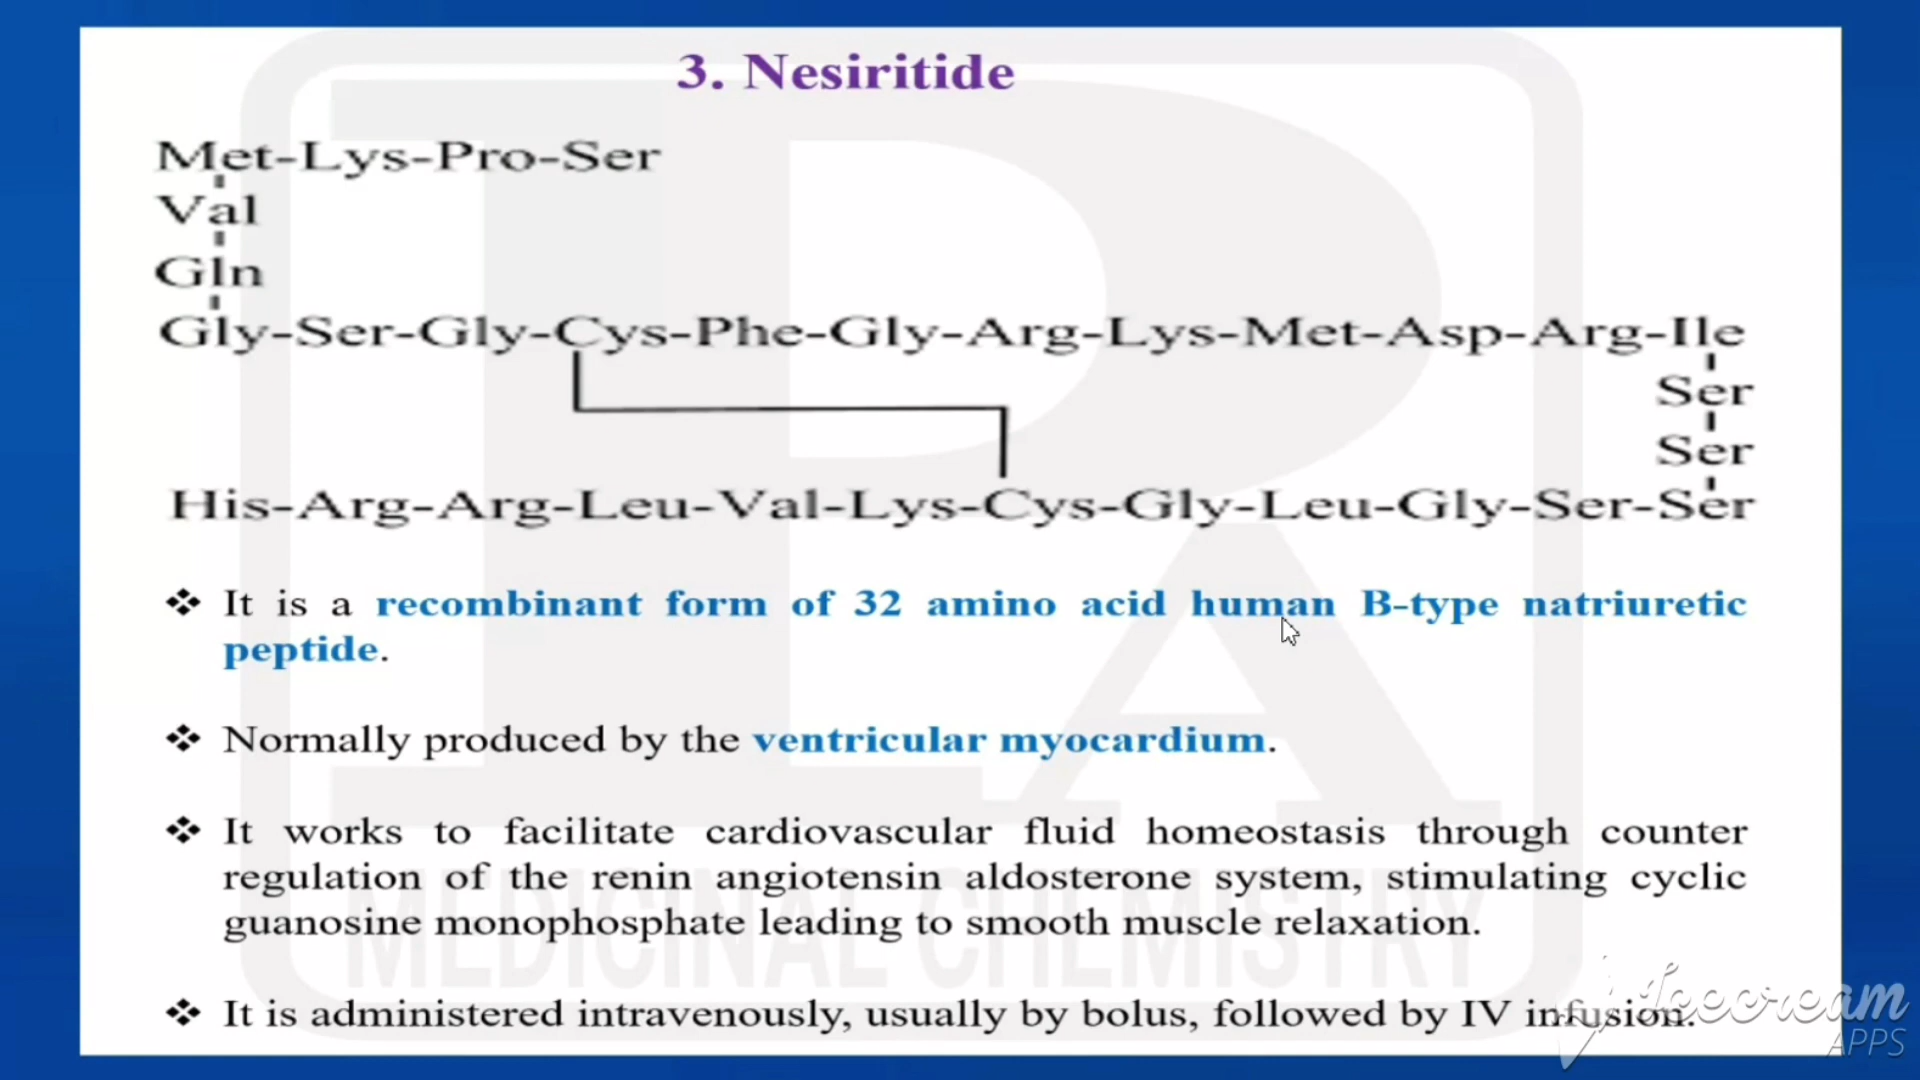 3. Nesiritide
Met-Lys-Pro-Ser
Val
Gln
Gly-Ser-Gly-Cys-Phe-Gly-Arg-Lys-Met-Asp-Arg-Ile
Ser
Ser
His-Arg-Arg-Leu-Val-Lys-Cys-Gly-Leu-Gly-Ser-Ser
❖ It is a recombinant form of 32 amino acid human B-type natriuretic
peptide.
❖ Normally produced by the ventricular myocardium.
❖ It works to facilitate cardiovascular fluid homeostasis through counter
regulation of the renin angiotensin aldosterone system, stimulating cyclic
guanosine monophosphate leading to smooth muscle relaxation.
❖ It is administered intravenously, usually by bolus, followed by IV infusion.
MEDICINAL CHEMISTRY
Icecream
APPS